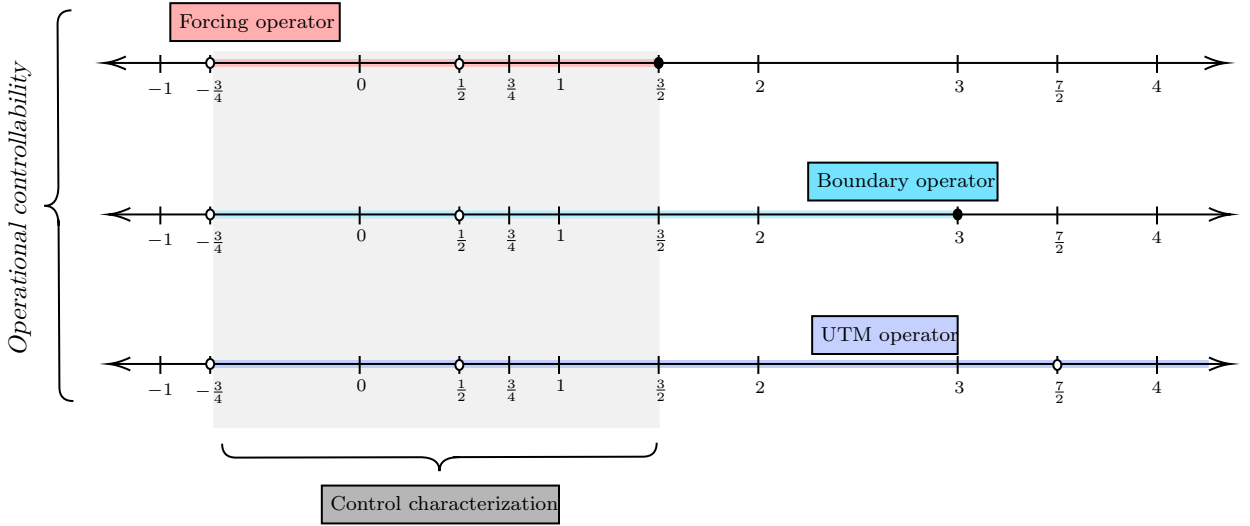 Forcing operator
−1 −3/4 0 1/2 3/4 1 3/2 2 3 7/2 4
Operational controllability
Boundary operator
−1 −3/4 0 1/2 3/4 1 3/2 2 3 7/2 4
UTM operator
−1 −3/4 0 1/2 3/4 1 3/2 2 3 7/2 4
Control characterization